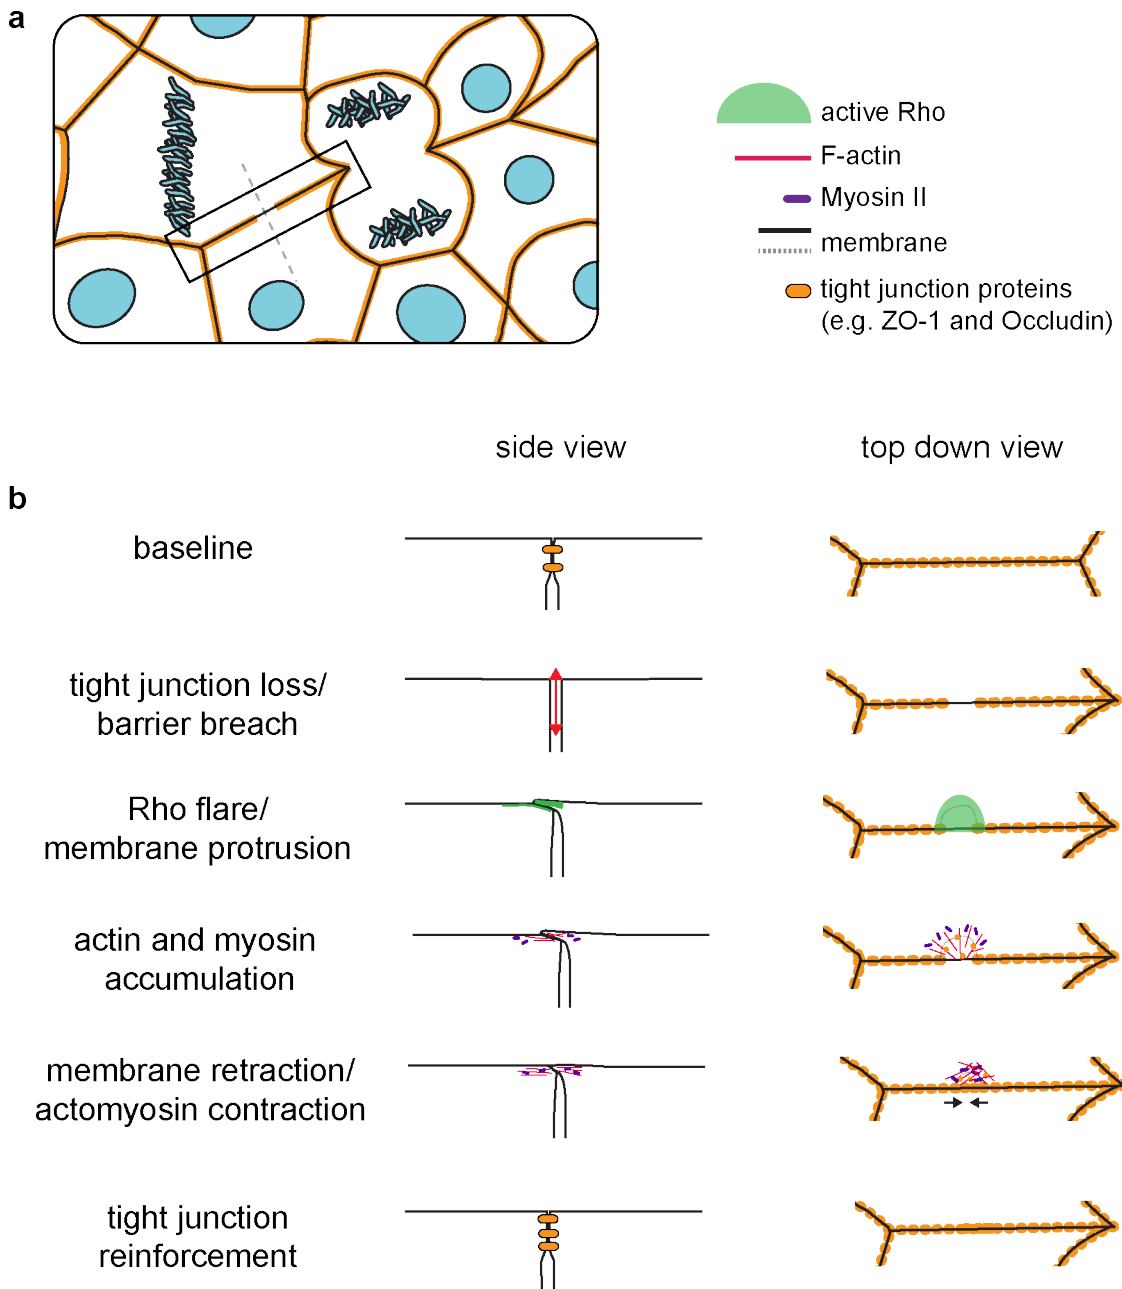 a
active Rho
F-actin
Myosin II
membrane
tight junction proteins
(e.g. ZO-1 and Occludin)
side view
top down view
b
baseline
tight junction loss/
barrier breach
Rho flare/
membrane protrusion
actin and myosin
accumulation
membrane retraction/
actomyosin contraction
tight junction
reinforcement